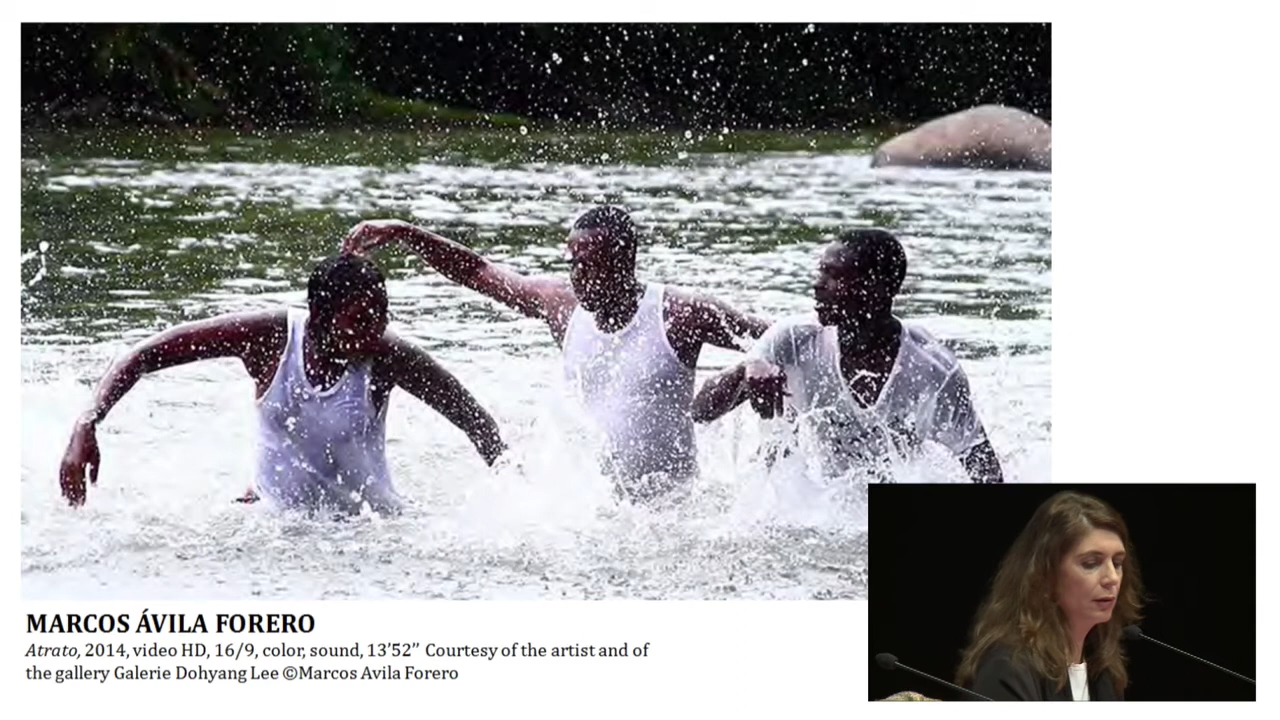 MARCOS ÁVILA FORERO
Atrato, 2014, video HD, 16/9, color, sound, 13’52” Courtesy of the artist and of
the gallery Galerie Dohyang Lee ©Marcos Avila Forero